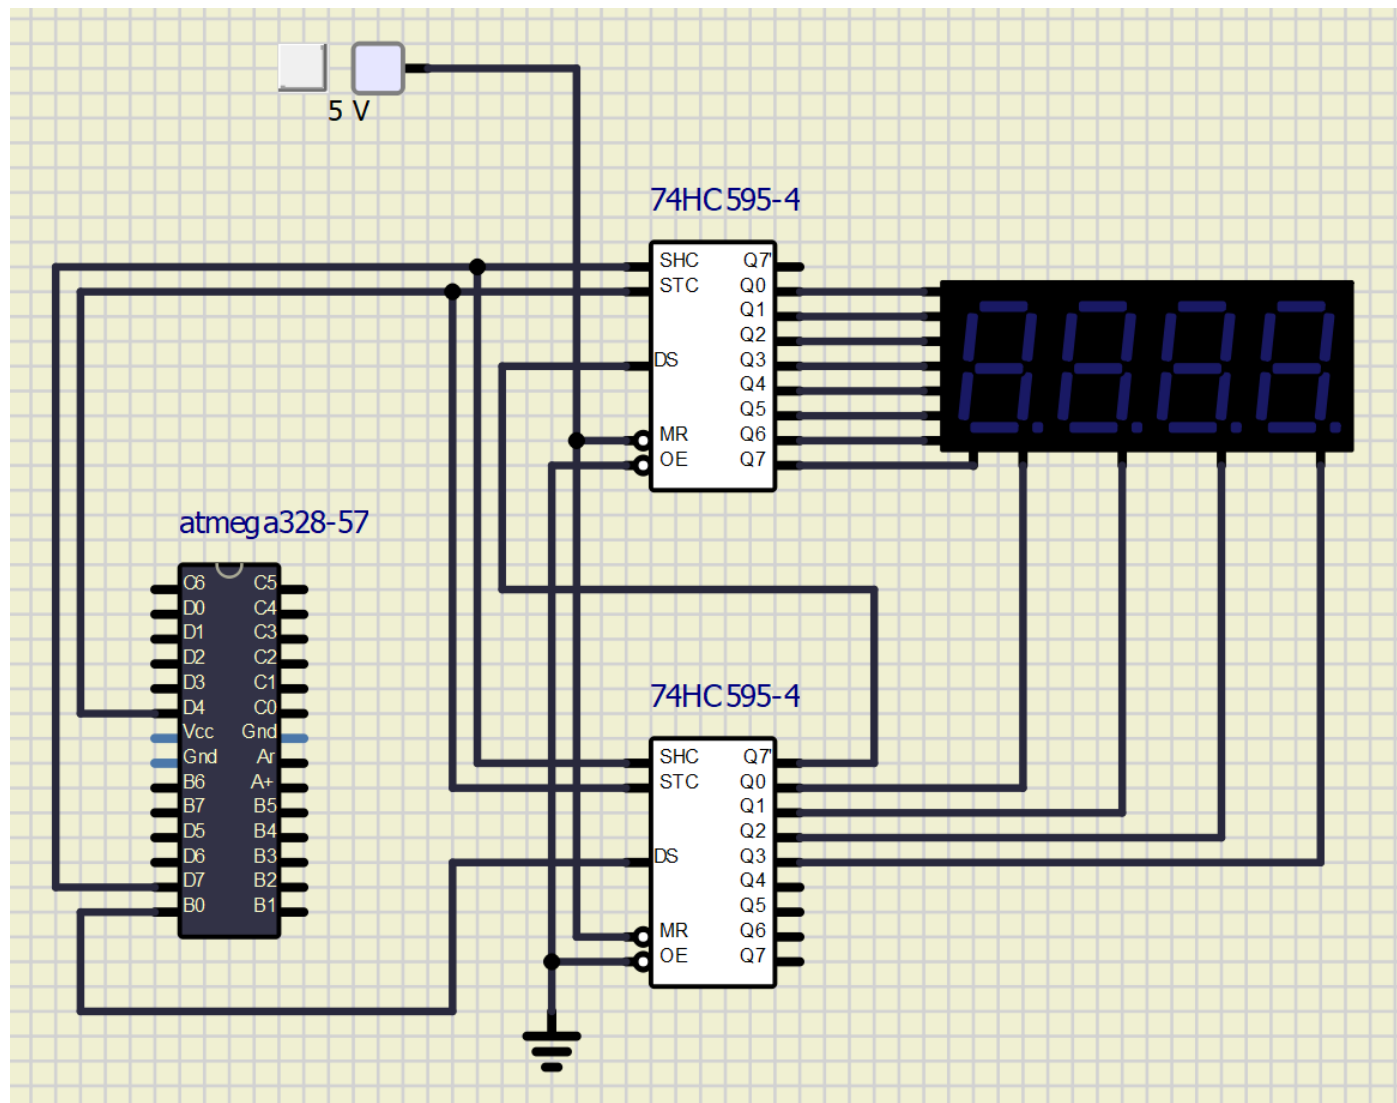 5 V
74HC595-4
SHC Q7'
STC Q0
Q1
Q2
DS Q3
Q4
Q5
MR Q6
OE Q7
atmega328-57
C6 C5
D0 C4
D1 C3
D2 C2
D3 C1
D4 C0
Vcc Gnd
Gnd Ar
B6 A+
B7 B5
D5 B4
D6 B3
D7 B2
B0 B1
74HC595-4
SHC Q7'
STC Q0
Q1
Q2
DS Q3
Q4
Q5
MR Q6
OE Q7